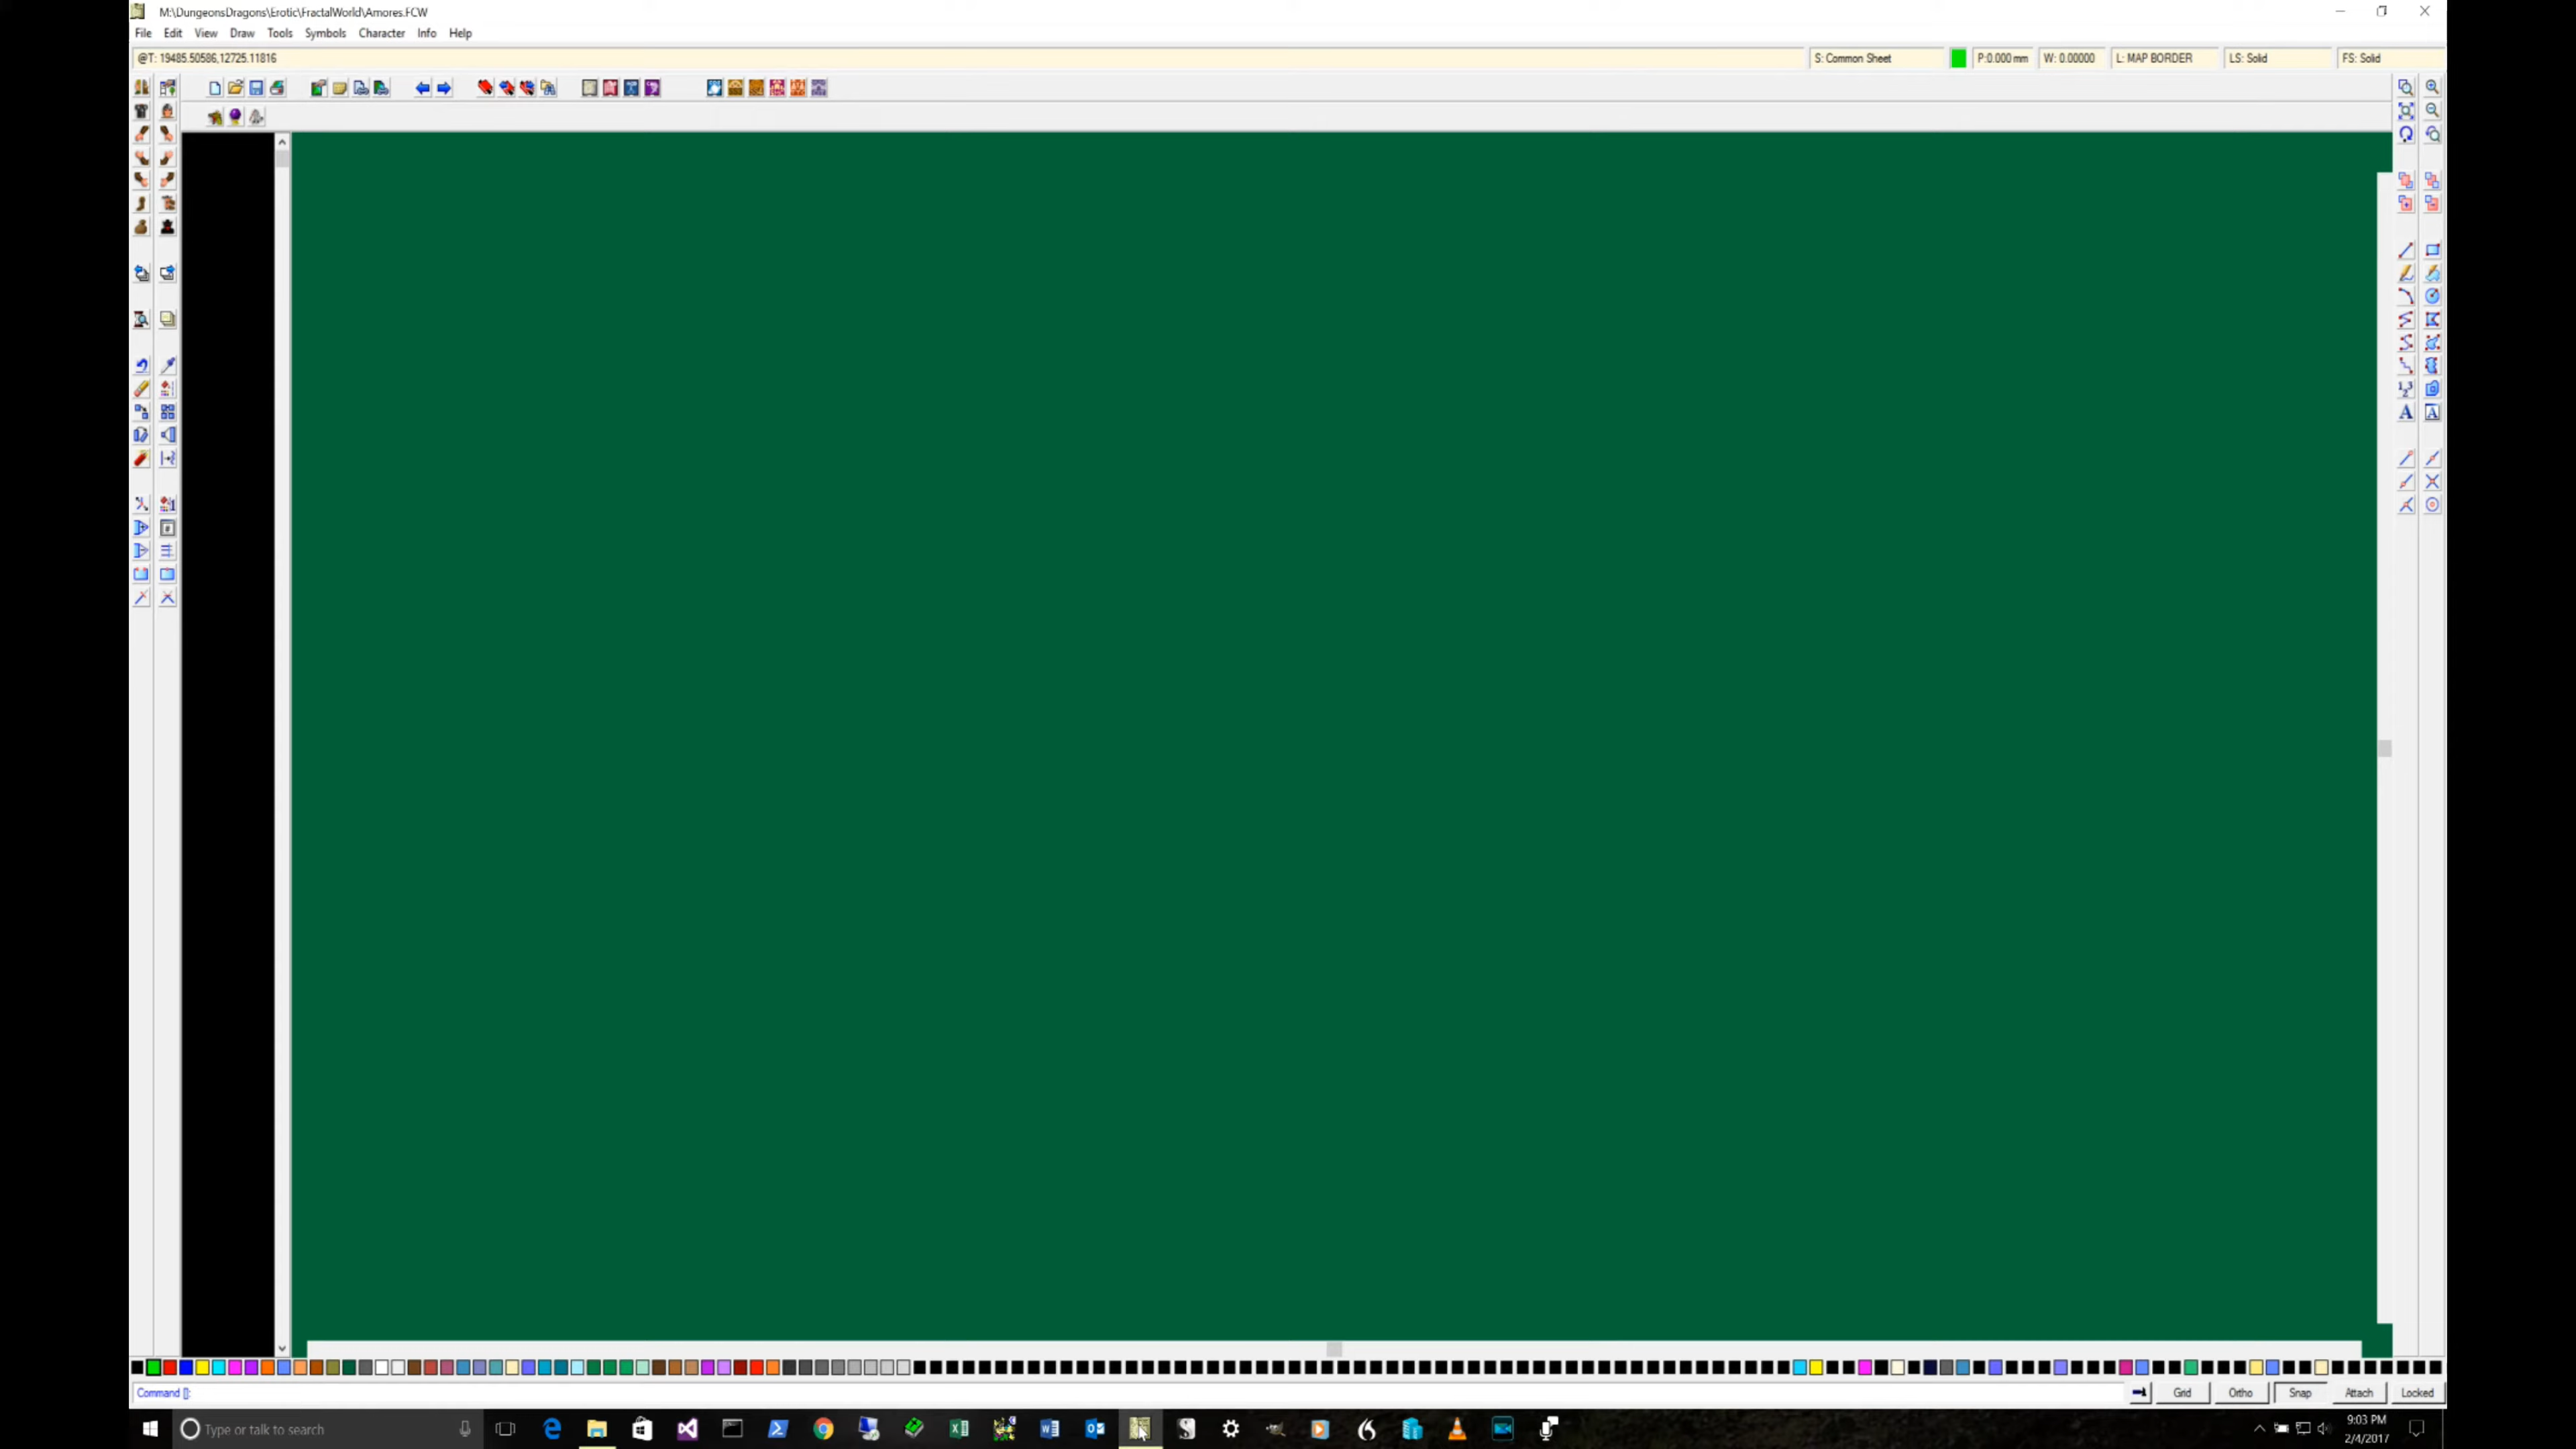 M:\DungeonsDragons\Erotic\FractalWorld\Amores.FCW
File Edit View Draw Tools Symbols Character Info Help
@T: 19485.50586,12725.11816 S: Common Sheet P:0.000 mm W: 0.00000 L: MAP BORDER LS: Solid FS: Solid
Command []: Grid Ortho Snap Attach Locked
Type or talk to search
9:03 PM
2/4/2017